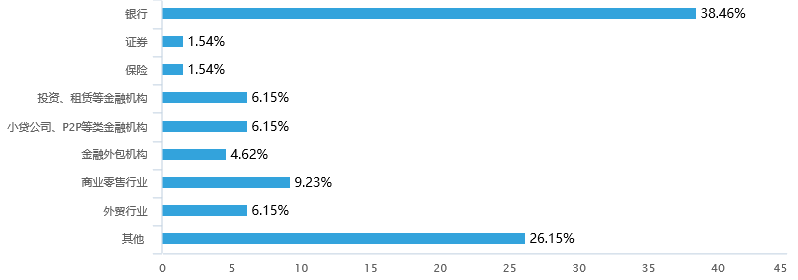 银行 38.46%
证券 1.54%
保险 1.54%
投资、租赁等金融机构 6.15%
小贷公司、P2P等类金融机构 6.15%
金融外包机构 4.62%
商业零售行业 9.23%
外贸行业 6.15%
其他 26.15%
0 5 10 15 20 25 30 35 40 45